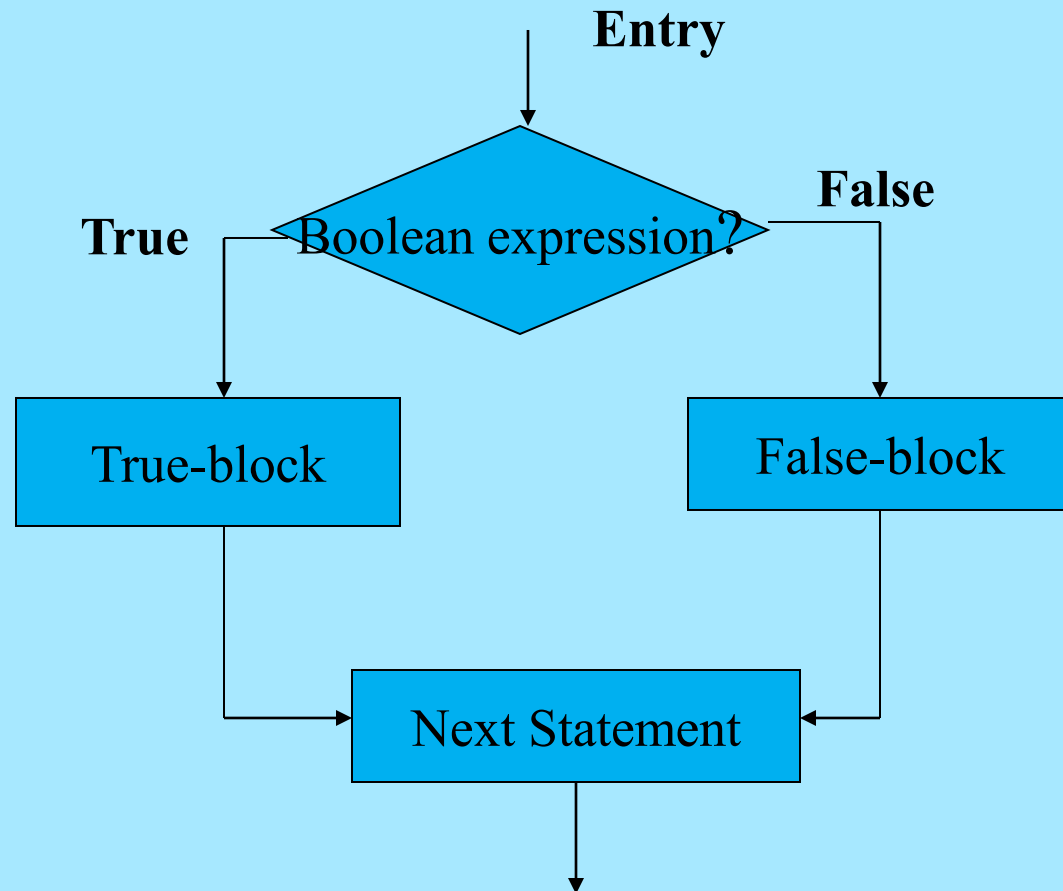 Entry
True
Boolean expression?
False
True-block
False-block
Next Statement